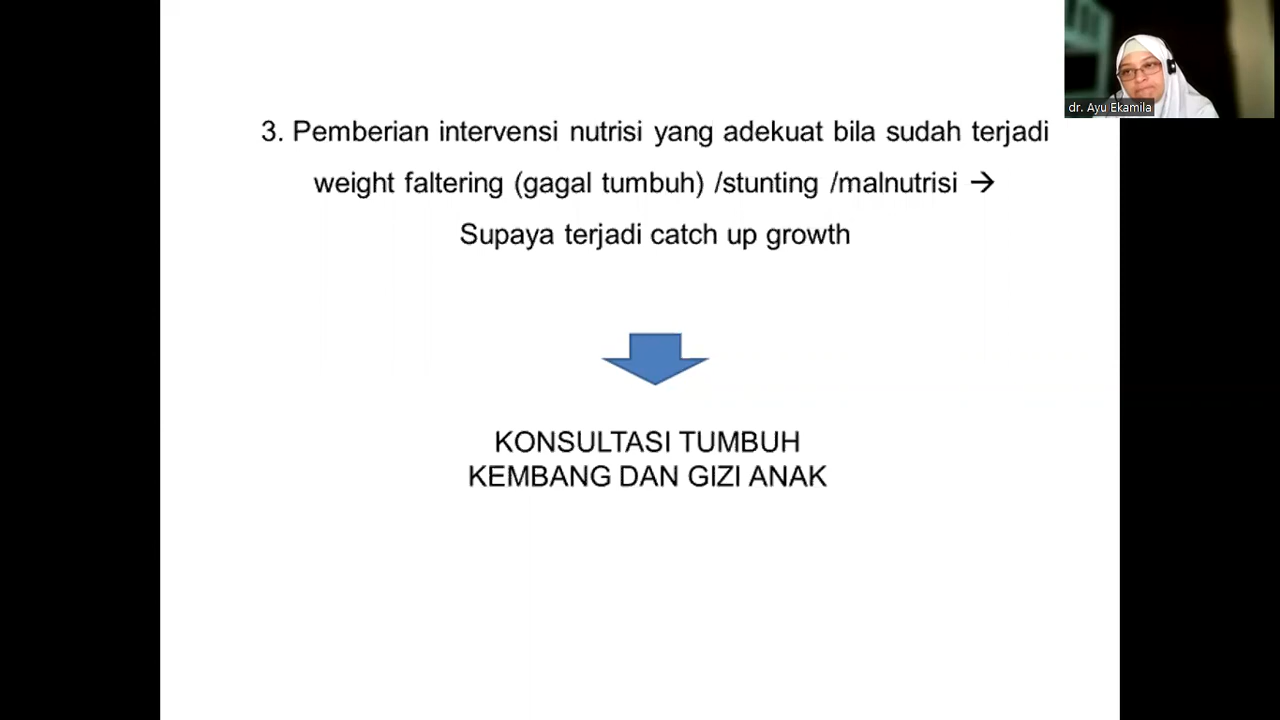 dr. Ayu Ekamila
3. Pemberian intervensi nutrisi yang adekuat bila sudah terjadi
weight faltering (gagal tumbuh) /stunting /malnutrisi →
Supaya terjadi catch up growth
KONSULTASI TUMBUH
KEMBANG DAN GIZI ANAK